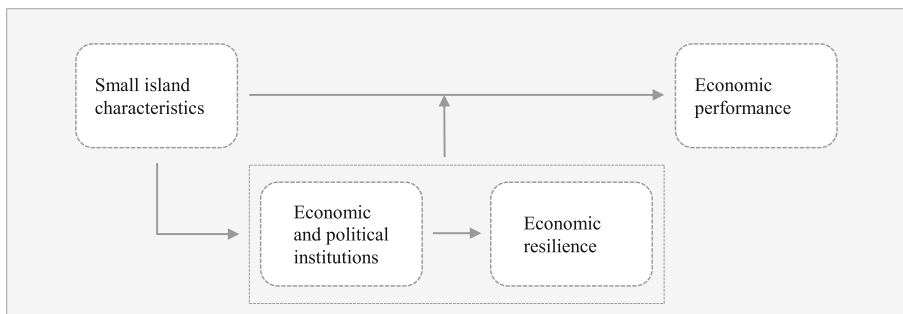 Small island
characteristics
Economic
performance
Economic
and political
institutions
Economic
resilience